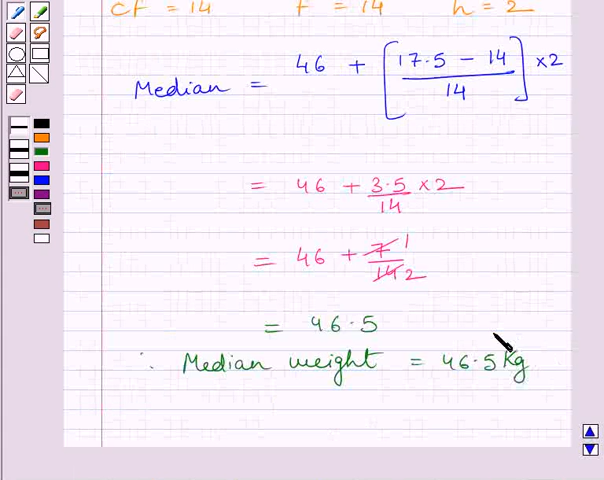 cf = 14 f = 14 h = 2
Median = 46 + [17.5 - 14 / 14] × 2
= 46 + 3.5/14 × 2
= 46 + 7/14 1 2
= 46.5
∴ Median weight = 46.5 Kg